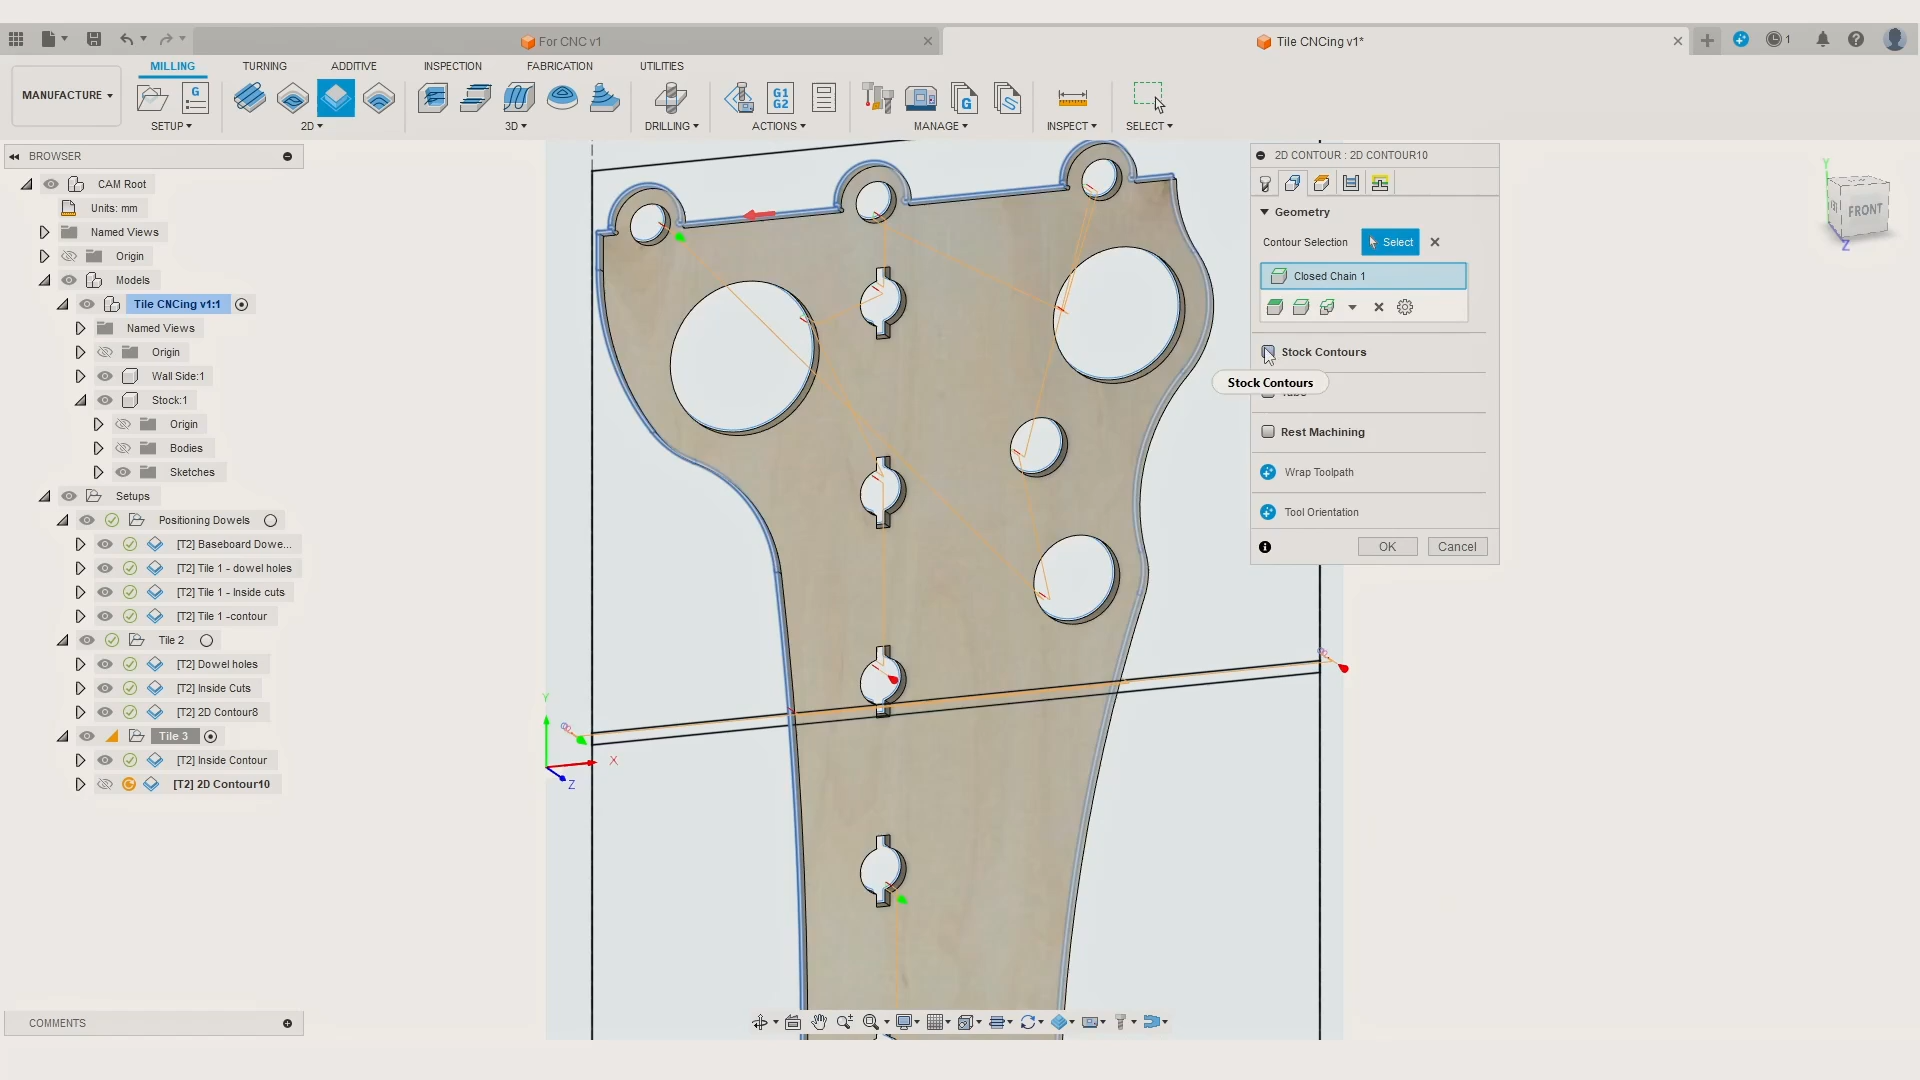 For CNC v1
Tile CNCing v1*
1
MANUFACTURE
MILLING
TURNING
ADDITIVE
INSPECTION
FABRICATION
UTILITIES
G
G1
G2
G
SETUP
2D
3D
DRILLING
ACTIONS
MANAGE
INSPECT
SELECT
BROWSER
CAM Root
Units: mm
Named Views
Origin
Models
Tile CNCing v1:1
Named Views
Origin
Wall Side:1
Stock:1
Origin
Bodies
Sketches
Setups
Positioning Dowels
[T2] Baseboard Dowe...
[T2] Tile 1 - dowel holes
[T2] Tile 1 - Inside cuts
[T2] Tile 1 -contour
Tile 2
[T2] Dowel holes
[T2] Inside Cuts
[T2] 2D Contour8
Tile 3
[T2] Inside Contour
[T2] 2D Contour10
COMMENTS
Y
X
Z
2D CONTOUR : 2D CONTOUR10
Geometry
Contour Selection
Select
Closed Chain 1
Stock Contours
Stock Contours
Rest Machining
Wrap Toolpath
Tool Orientation
OK
Cancel
Y
FRONT
Z